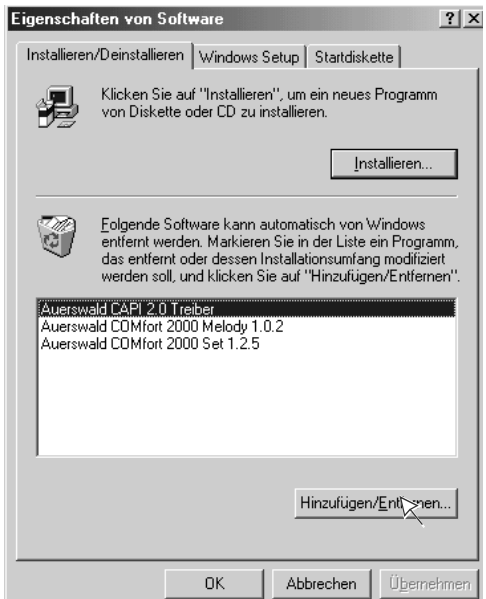 Eigenschaften von Software
Installieren/Deinstallieren
Windows Setup
Startdiskette
Klicken Sie auf "Installieren", um ein neues Programm
von Diskette oder CD zu installieren.
Installieren...
Folgende Software kann automatisch von Windows
entfernt werden. Markieren Sie in der Liste ein Programm,
das entfernt oder dessen Installationsumfang modifiziert
werden soll, und klicken Sie auf "Hinzufügen/Entfernen".
Auerswald CAPI 2.0 Treiber
Auerswald COMfort 2000 Melody 1.0.2
Auerswald COMfort 2000 Set 1.2.5
Hinzufügen/Entfernen...
OK
Abbrechen
Übernehmen